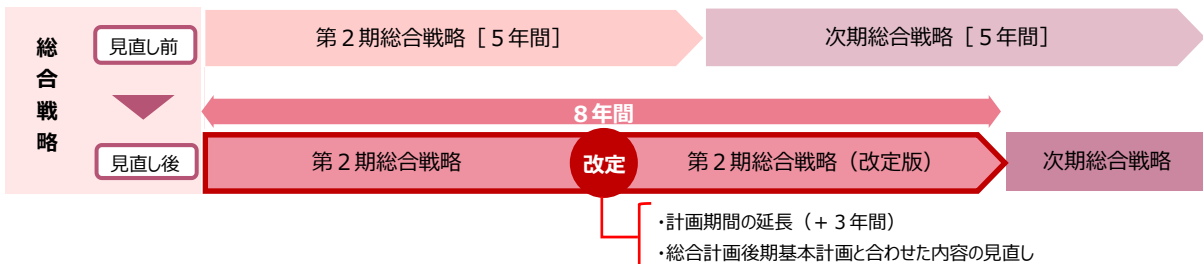 総合戦略
見直し前
第２期総合戦略［５年間］
次期総合戦略［５年間］
８年間
見直し後
第２期総合戦略
改定
第２期総合戦略（改定版）
次期総合戦略
・計画期間の延長（＋３年間）
・総合計画後期基本計画と合わせた内容の見直し